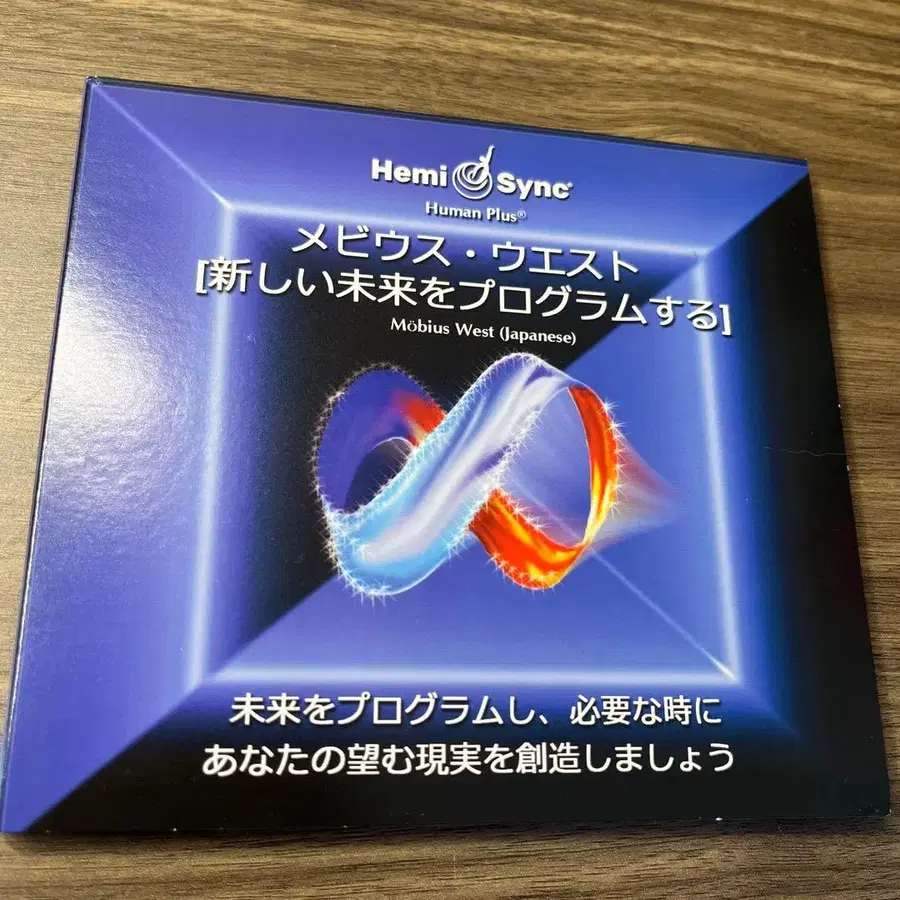 Hemi Sync®
Human Plus®
メビウス・ウエスト
[新しい未来をプログラムする]
Möbius West (Japanese)
未来をプログラムし、必要な時に
あなたの望む現実を創造しましょう